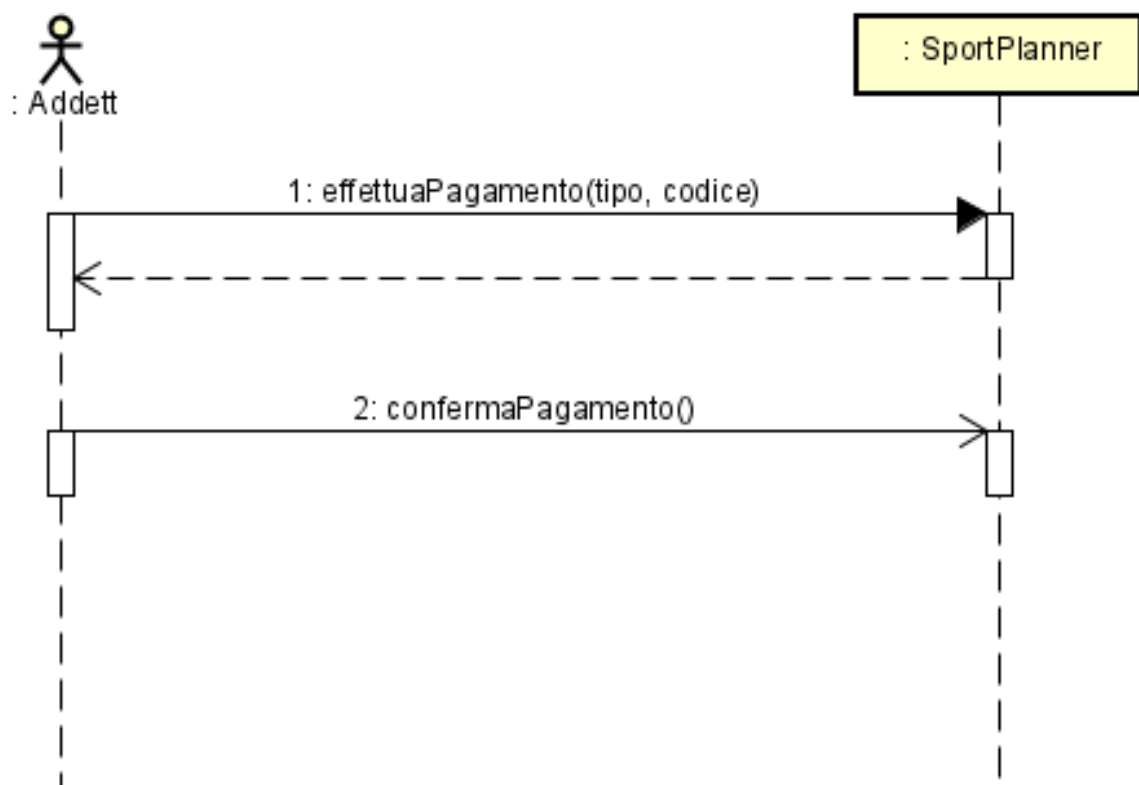 : Addett
: SportPlanner
1: effettuaPagamento(tipo, codice)
2: confermaPagamento()